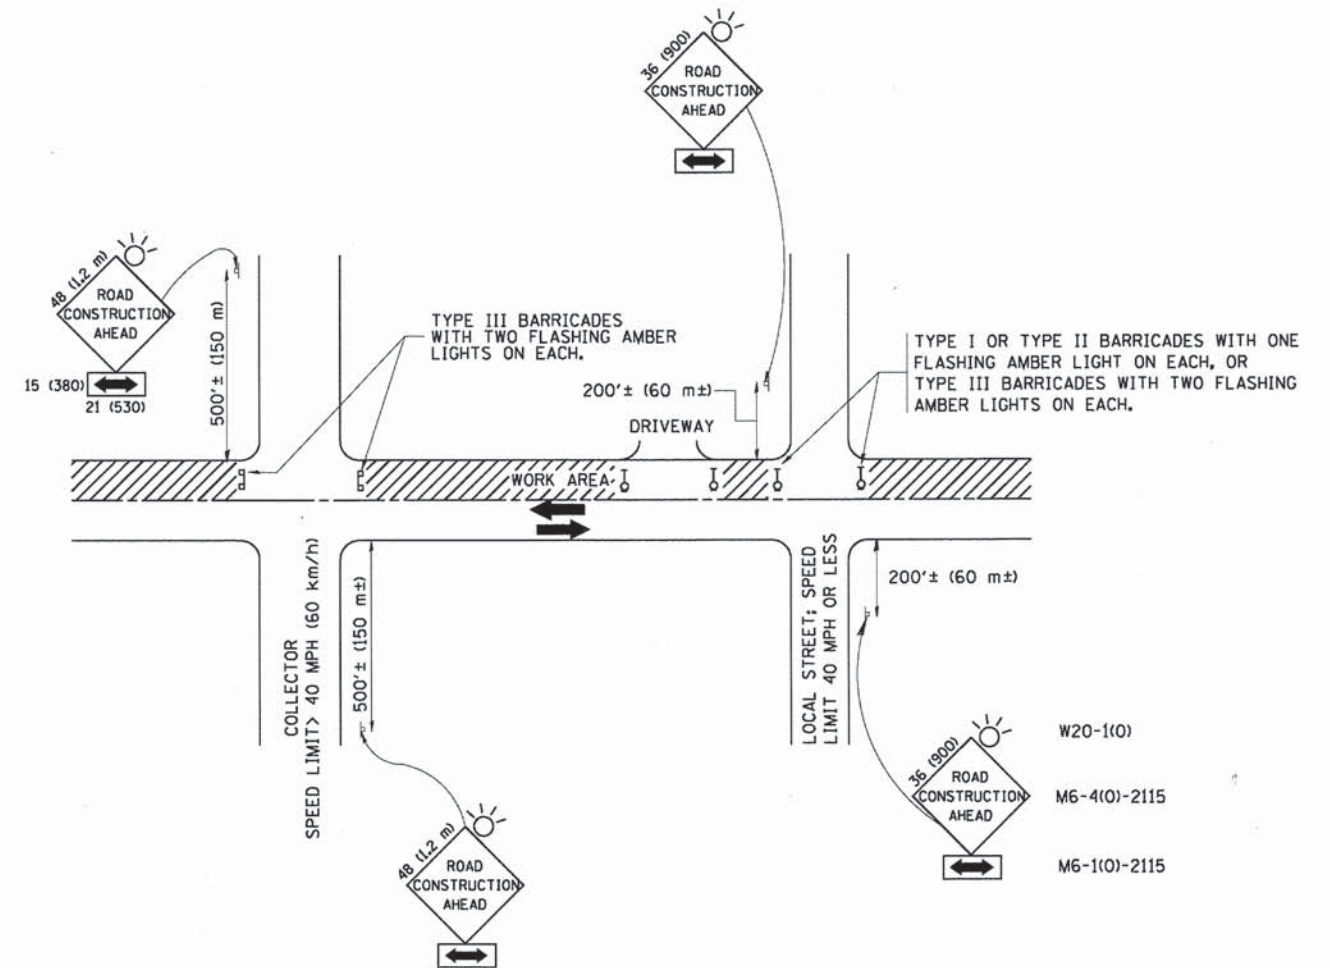 36 (900)
ROAD
CONSTRUCTION
AHEAD
48 (1.2 m)
ROAD
CONSTRUCTION
AHEAD
15 (380)
21 (530)
500'± (150 m)
TYPE III BARRICADES
WITH TWO FLASHING AMBER
LIGHTS ON EACH.
200'± (60 m±)
DRIVEWAY
TYPE I OR TYPE II BARRICADES WITH ONE
FLASHING AMBER LIGHT ON EACH, OR
TYPE III BARRICADES WITH TWO FLASHING
AMBER LIGHTS ON EACH.
WORK AREA
COLLECTOR
SPEED LIMIT> 40 MPH (60 km/h)
500'± (150 m±)
LOCAL STREET; SPEED
LIMIT 40 MPH OR LESS
200'± (60 m±)
48 (1.2 m)
ROAD
CONSTRUCTION
AHEAD
36 (900)
ROAD
CONSTRUCTION
AHEAD
W20-1(O)
M6-4(O)-2115
M6-1(O)-2115